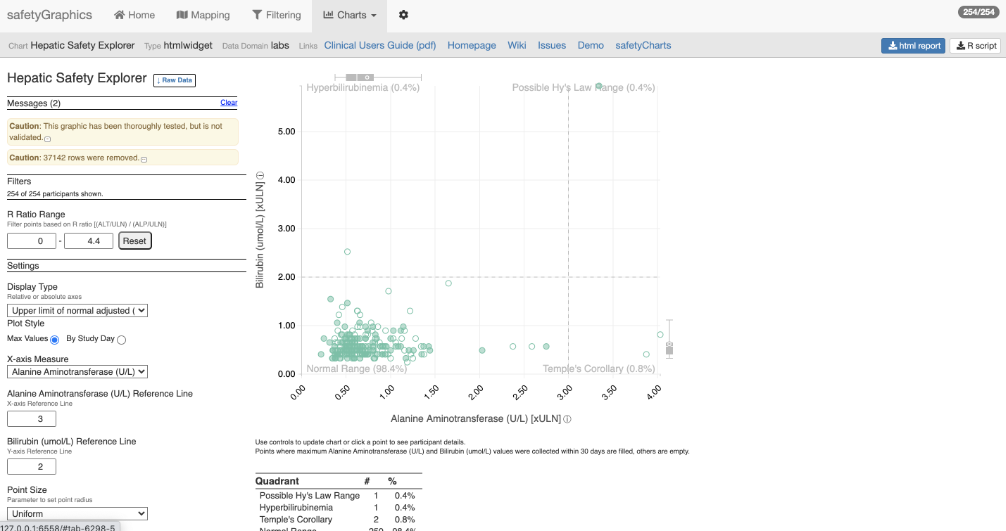 safetyGraphics Home Mapping Filtering Charts 254/254
Chart Hepatic Safety Explorer Type htmlwidget Data Domain labs Links Clinical Users Guide (pdf) Homepage Wiki Issues Demo safetyCharts html report R script
Hepatic Safety Explorer ↓ Raw Data
Messages (2) Clear
Caution: This graphic has been thoroughly tested, but is not
validated.
Caution: 37142 rows were removed.
Filters
254 of 254 participants shown.
R Ratio Range
Filter points based on R ratio [(ALT/ULN) / (ALP/ULN)]
0 - 4.4 Reset
Settings
Display Type
Relative or absolute axes
Upper limit of normal adjusted (
Plot Style
Max Values By Study Day
X-axis Measure
Alanine Aminotransferase (U/L)
Alanine Aminotransferase (U/L) Reference Line
X-axis Reference Line
3
Bilirubin (umol/L) Reference Line
Y-axis Reference Line
2
Point Size
Parameter to set point radius
Uniform
127.0.0.1:6558/#tab-6298-5
Hyperbilirubinemia (0.4%) Possible Hy's Law Range (0.4%)
5.00
4.00
3.00
2.00
1.00
0.00
Bilirubin (umol/L) [xULN]
Normal Range (98.4%) Temple's Corollary (0.8%)
0.00 0.50 1.00 1.50 2.00 2.50 3.00 3.50 4.00
Alanine Aminotransferase (U/L) [xULN]
Use controls to update chart or click a point to see participant details.
Points where maximum Alanine Aminotransferase (U/L) and Bilirubin (umol/L) values were collected within 30 days are filled, others are empty.
Quadrant # %
Possible Hy's Law Range 1 0.4%
Hyperbilirubinemia 1 0.4%
Temple's Corollary 2 0.8%
Normal Range 250 98.4%